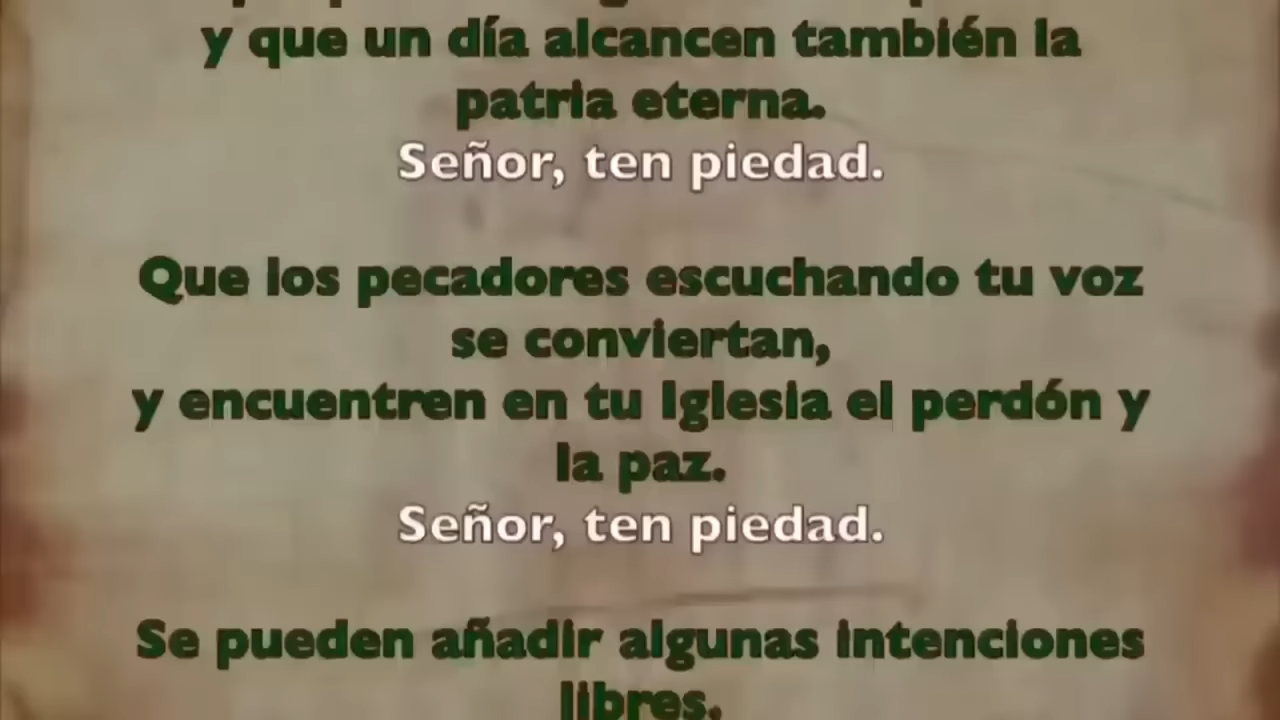 y que un día alcancen también la
patria eterna.
Señor, ten piedad.
Que los pecadores escuchando tu voz
se conviertan,
y encuentren en tu Iglesia el perdón y
la paz.
Señor, ten piedad.
Se pueden añadir algunas intenciones
libres.